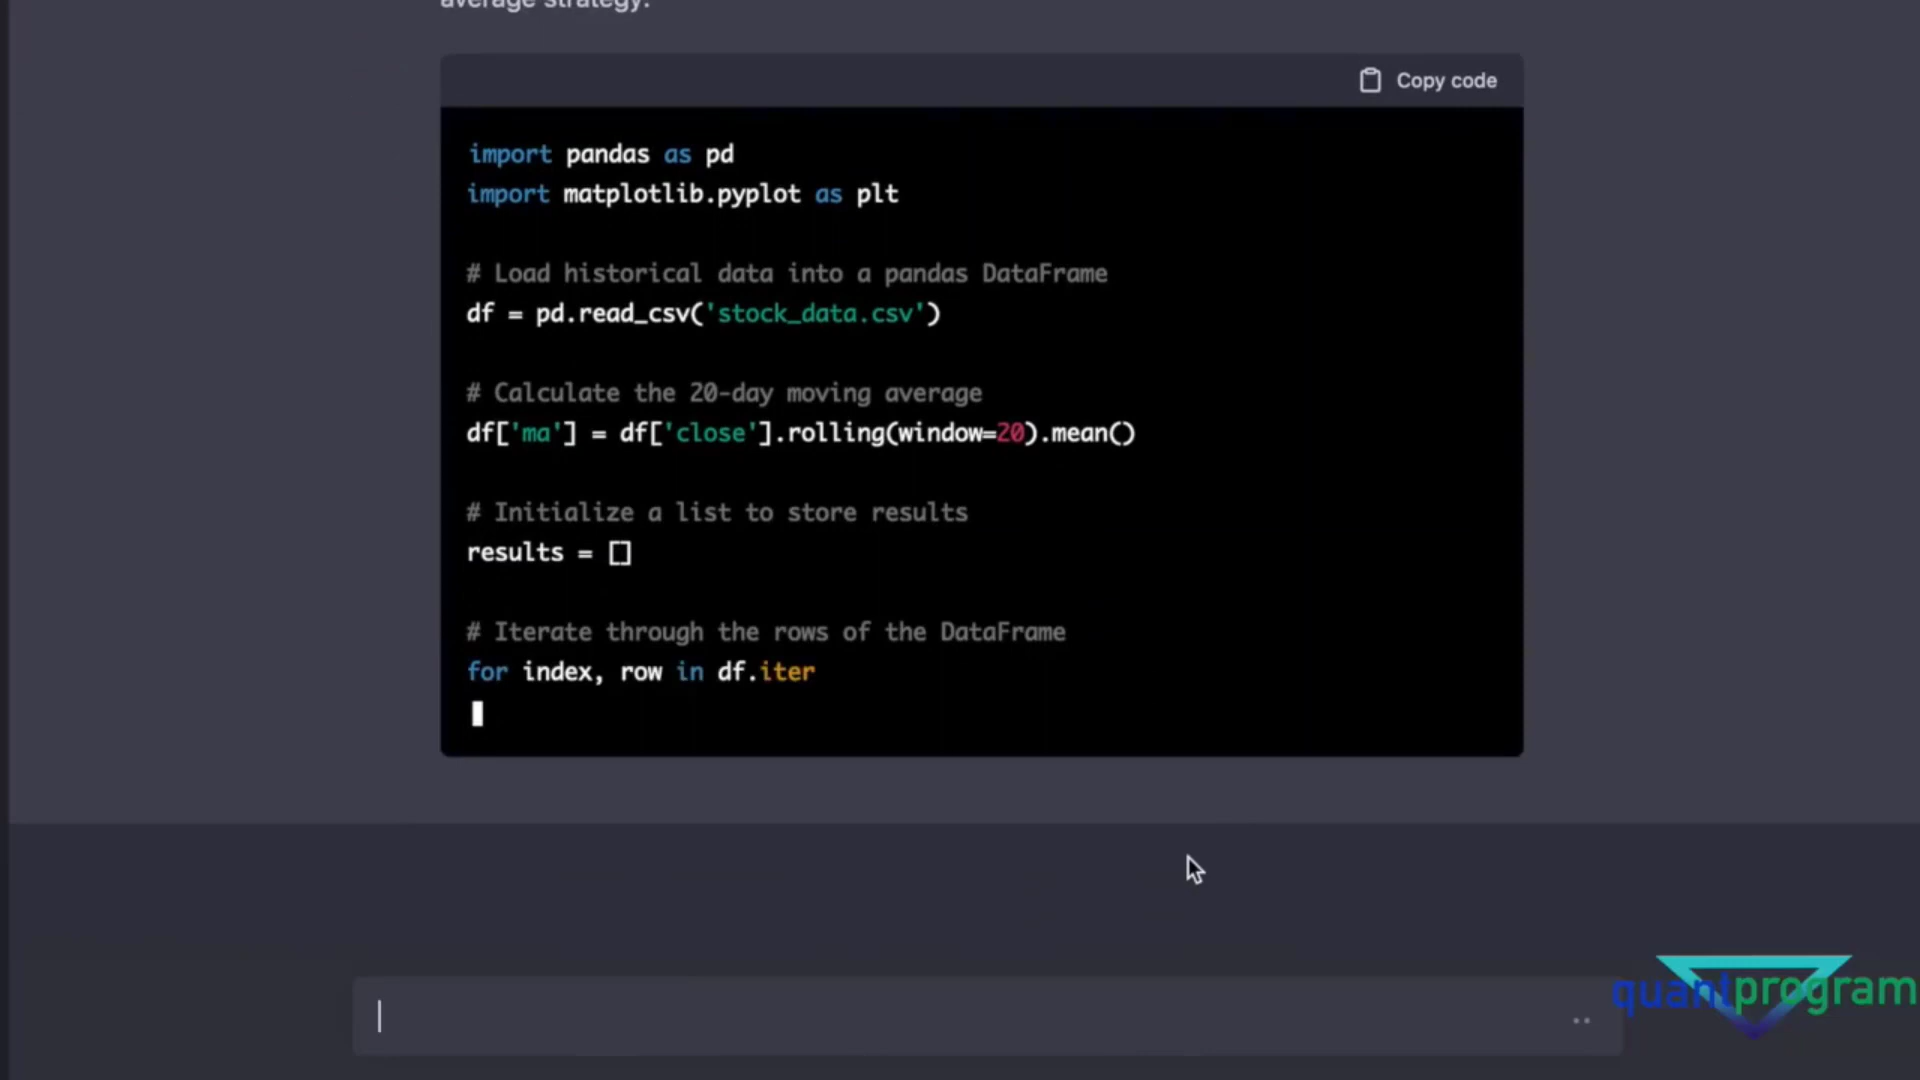 average strategy.
Copy code
import pandas as pd
import matplotlib.pyplot as plt
# Load historical data into a pandas DataFrame
df = pd.read_csv('stock_data.csv')
# Calculate the 20-day moving average
df['ma'] = df['close'].rolling(window=20).mean()
# Initialize a list to store results
results = []
# Iterate through the rows of the DataFrame
for index, row in df.iter
quantprogram